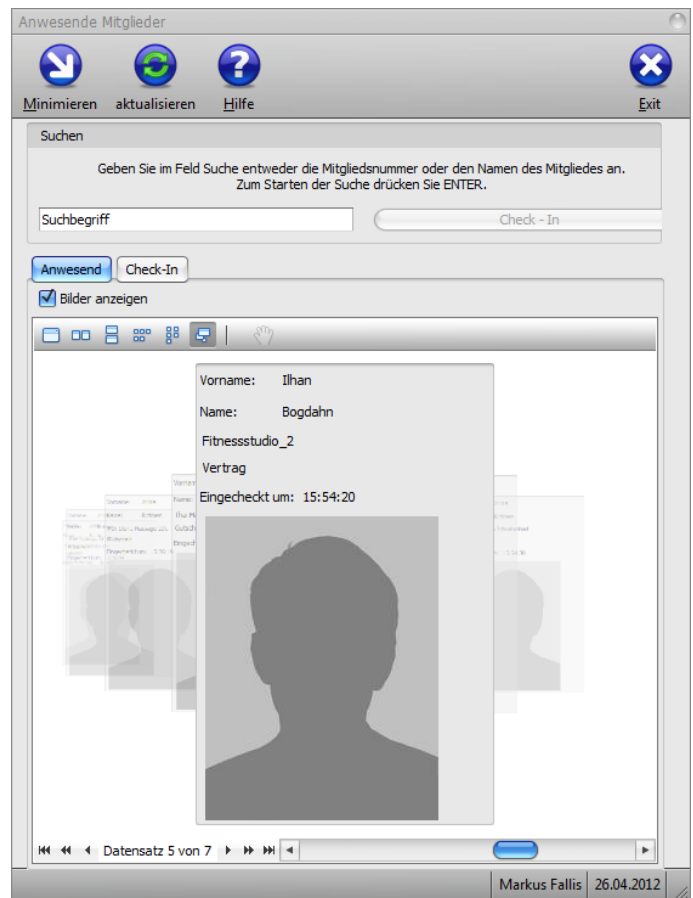 Anwesende Mitglieder
Minimieren aktualisieren Hilfe Exit
Suchen
Geben Sie im Feld Suche entweder die Mitgliedsnummer oder den Namen des Mitgliedes an.
Zum Starten der Suche drücken Sie ENTER.
Suchbegriff Check - In
Anwesend Check-In
Bilder anzeigen
Vorname: Ilhan
Name: Bogdahn
Fitnessstudio_2
Vertrag
Eingecheckt um: 15:54:20
Datensatz 5 von 7
Markus Fallis 26.04.2012